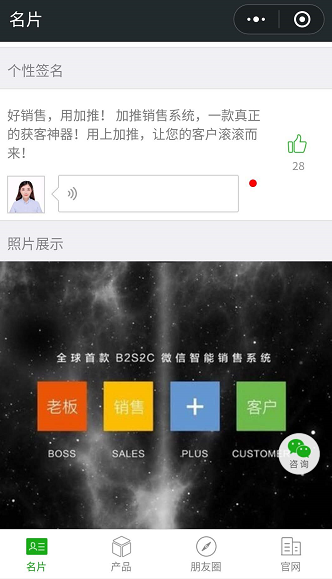 名片
个性签名
好销售，用加推！ 加推销售系统，一款真正
的获客神器！用上加推，让您的客户滚滚而
来！
28
照片展示
全球首款 B2S2C 微信智能销售系统
老板 销售 + 客户
BOSS SALES .PLUS CUSTOMER
咨询
名片 产品 朋友圈 官网